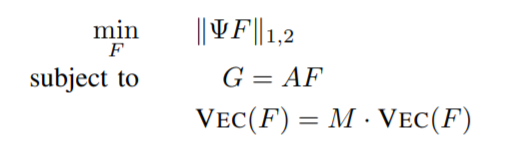 min ‖ΨF‖1,2
F
subject to G = AF
VEC(F) = M · VEC(F)